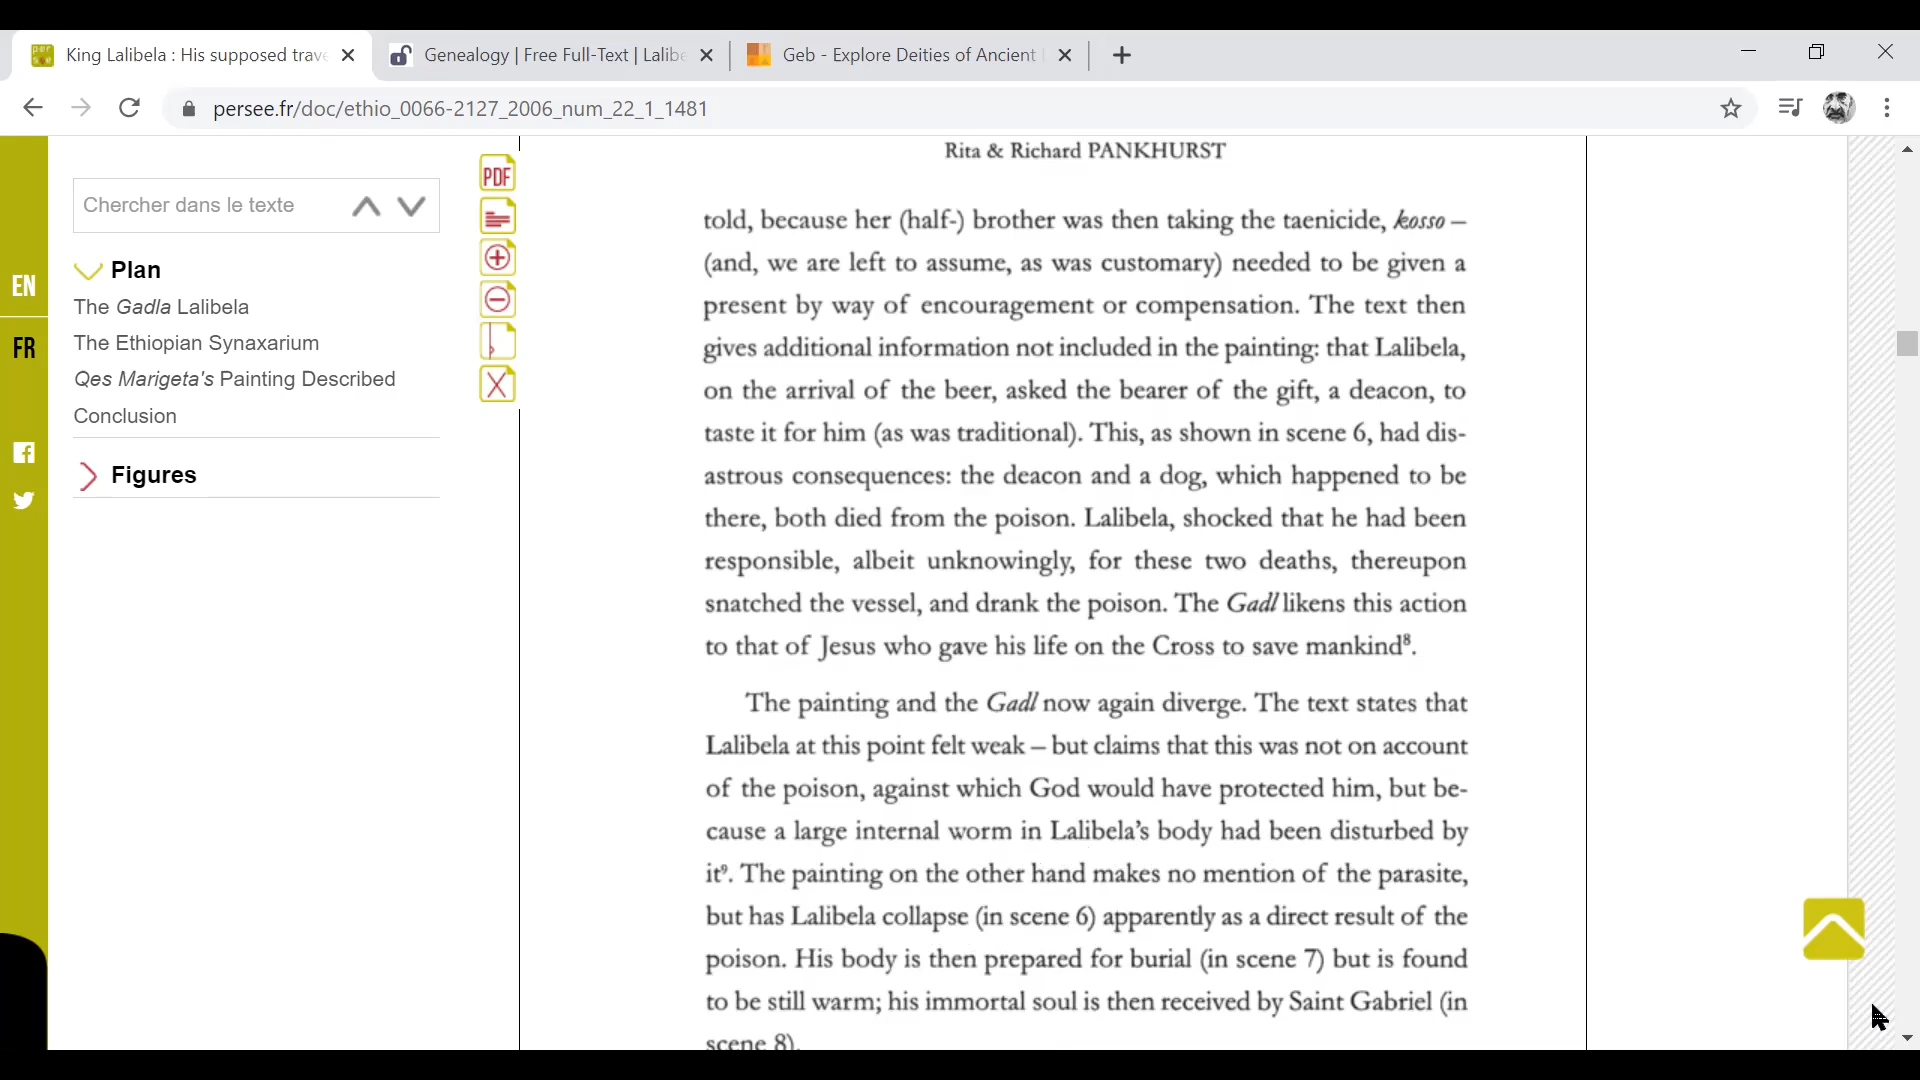 King Lalibela : His supposed trave
Genealogy | Free Full-Text | Lalibe
Geb - Explore Deities of Ancient
persee.fr/doc/ethio_0066-2127_2006_num_22_1_1481
EN
FR
Chercher dans le texte
Plan
The Gadla Lalibela
The Ethiopian Synaxarium
Qes Marigeta's Painting Described
Conclusion
Figures
PDF
Rita & Richard PANKHURST
told, because her (half-) brother was then taking the taenicide, kosso –
(and, we are left to assume, as was customary) needed to be given a
present by way of encouragement or compensation. The text then
gives additional information not included in the painting: that Lalibela,
on the arrival of the beer, asked the bearer of the gift, a deacon, to
taste it for him (as was traditional). This, as shown in scene 6, had dis-
astrous consequences: the deacon and a dog, which happened to be
there, both died from the poison. Lalibela, shocked that he had been
responsible, albeit unknowingly, for these two deaths, thereupon
snatched the vessel, and drank the poison. The Gadl likens this action
to that of Jesus who gave his life on the Cross to save mankind⁸.
The painting and the Gadl now again diverge. The text states that
Lalibela at this point felt weak – but claims that this was not on account
of the poison, against which God would have protected him, but be-
cause a large internal worm in Lalibela's body had been disturbed by
it⁹. The painting on the other hand makes no mention of the parasite,
but has Lalibela collapse (in scene 6) apparently as a direct result of the
poison. His body is then prepared for burial (in scene 7) but is found
to be still warm; his immortal soul is then received by Saint Gabriel (in
scene 8).